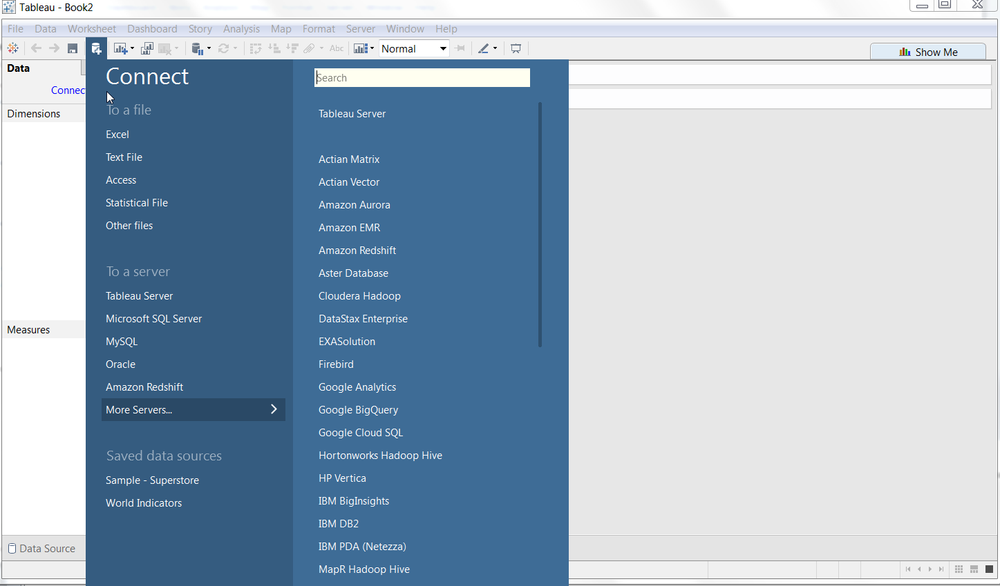 Tableau - Book2
File Data Worksheet Dashboard Story Analysis Map Format Server Window Help
Abc Normal
Show Me
Data
Connec
Dimensions
Measures
Data Source
Connect
To a file
Excel
Text File
Access
Statistical File
Other files
To a server
Tableau Server
Microsoft SQL Server
MySQL
Oracle
Amazon Redshift
More Servers...
Saved data sources
Sample - Superstore
World Indicators
Search
Tableau Server
Actian Matrix
Actian Vector
Amazon Aurora
Amazon EMR
Amazon Redshift
Aster Database
Cloudera Hadoop
DataStax Enterprise
EXASolution
Firebird
Google Analytics
Google BigQuery
Google Cloud SQL
Hortonworks Hadoop Hive
HP Vertica
IBM BigInsights
IBM DB2
IBM PDA (Netezza)
MapR Hadoop Hive